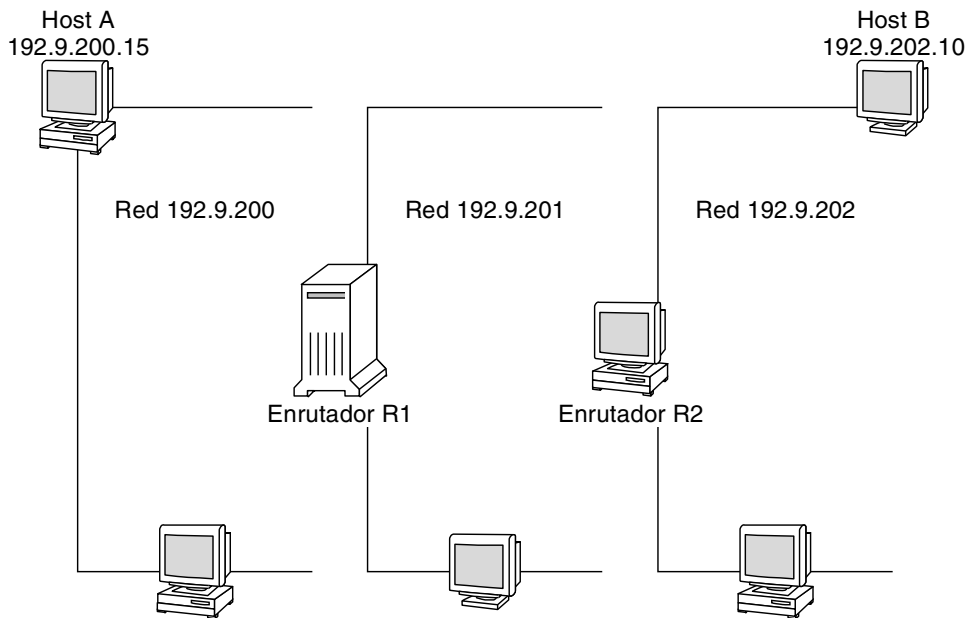 Host A
192.9.200.15
Host B
192.9.202.10
Red 192.9.200
Red 192.9.201
Red 192.9.202
Enrutador R1
Enrutador R2